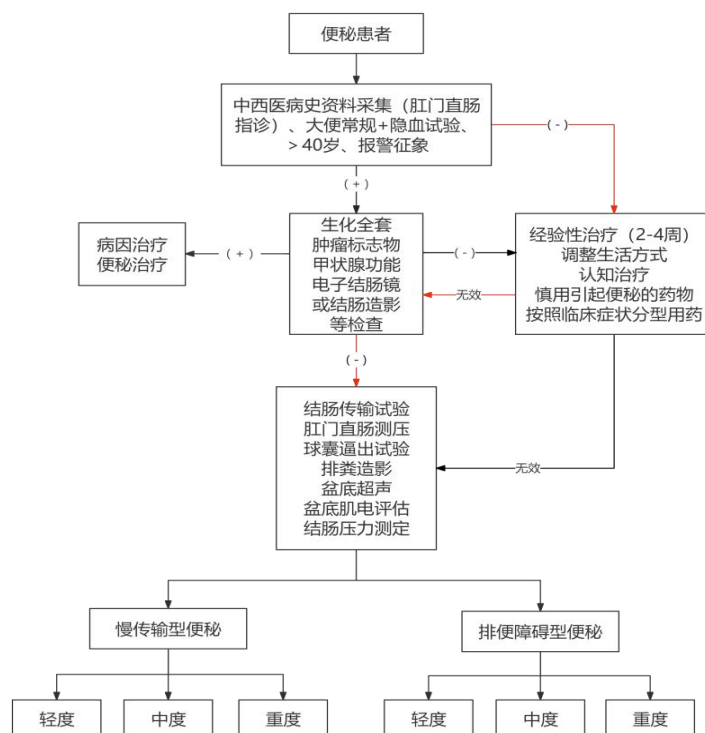 便秘患者
中西医病史资料采集（肛门直肠
指诊）、大便常规+隐血试验、
＞40岁、报警征象
（-）
（+）
病因治疗
便秘治疗
（+）
生化全套
肿瘤标志物
甲状腺功能
电子结肠镜
或结肠造影
等检查
（-）
无效
经验性治疗（2-4周）
调整生活方式
认知治疗
慎用引起便秘的药物
按照临床症状分型用药
（-）
结肠传输试验
肛门直肠测压
球囊逼出试验
排粪造影
盆底超声
盆底肌电评估
结肠压力测定
无效
慢传输型便秘
排便障碍型便秘
轻度
中度
重度
轻度
中度
重度